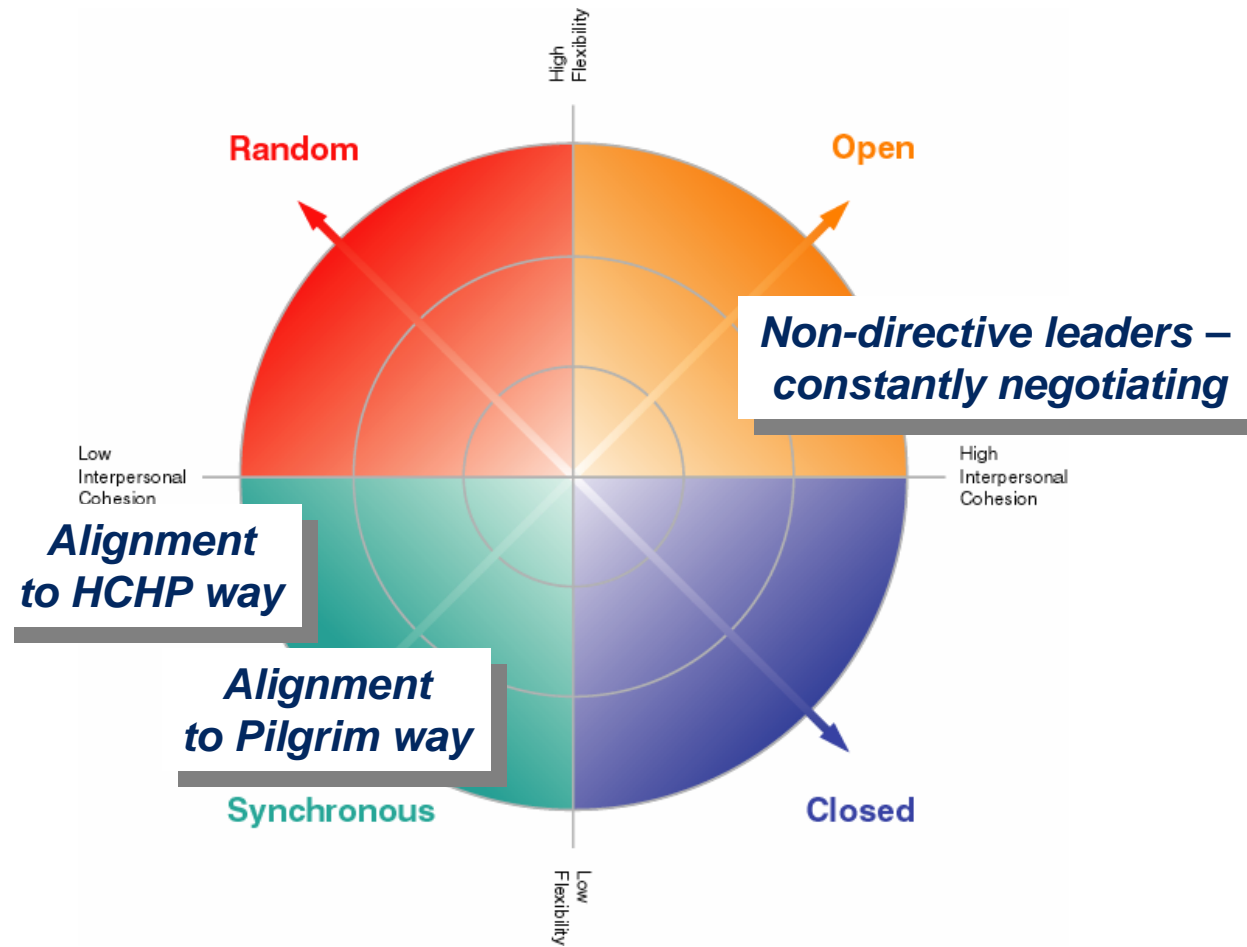 High
Flexibility
Random
Open
Non-directive leaders –
constantly negotiating
Low
Interpersonal
Cohesion
High
Interpersonal
Cohesion
Alignment
to HCHP way
Alignment
to Pilgrim way
Synchronous
Closed
Low
Flexibility